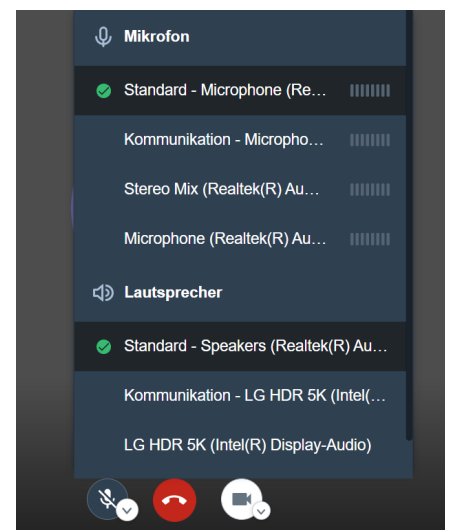 Mikrofon
Standard - Microphone (Re...
Kommunikation - Micropho...
Stereo Mix (Realtek(R) Au...
Microphone (Realtek(R) Au...
Lautsprecher
Standard - Speakers (Realtek(R) Au...
Kommunikation - LG HDR 5K (Intel(...
LG HDR 5K (Intel(R) Display-Audio)